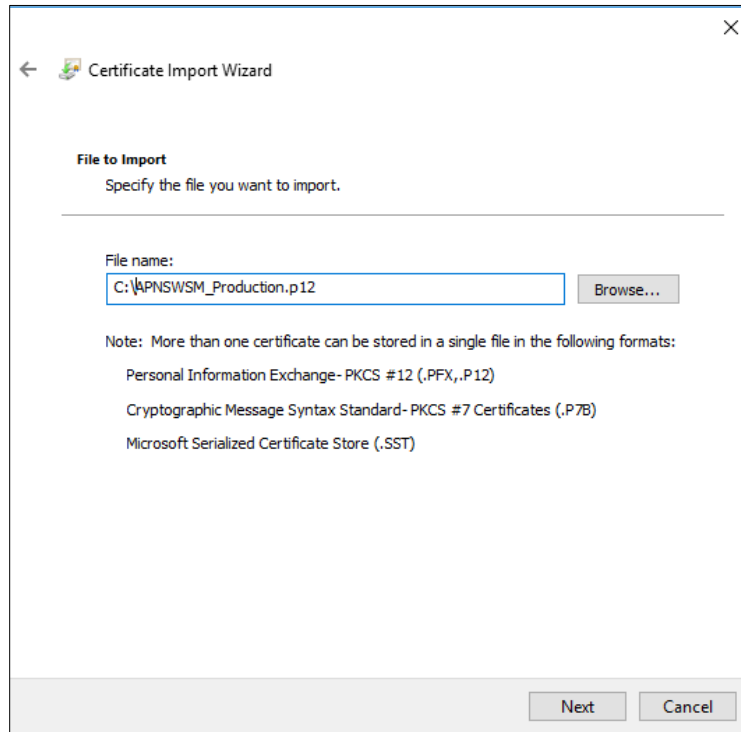 Certificate Import Wizard
File to Import
Specify the file you want to import.
File name:
C:\APNSWSM_Production.p12
Browse...
Note: More than one certificate can be stored in a single file in the following formats:
Personal Information Exchange- PKCS #12 (.PFX,.P12)
Cryptographic Message Syntax Standard- PKCS #7 Certificates (.P7B)
Microsoft Serialized Certificate Store (.SST)
Next
Cancel